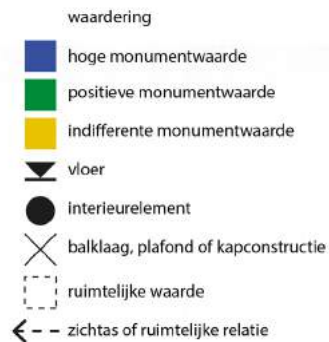 waardering
hoge monumentwaarde
positieve monumentwaarde
indifferente monumentwaarde
vloer
interieurelement
balklaag, plafond of kapconstructie
ruimtelijke waarde
zichtas of ruimtelijke relatie